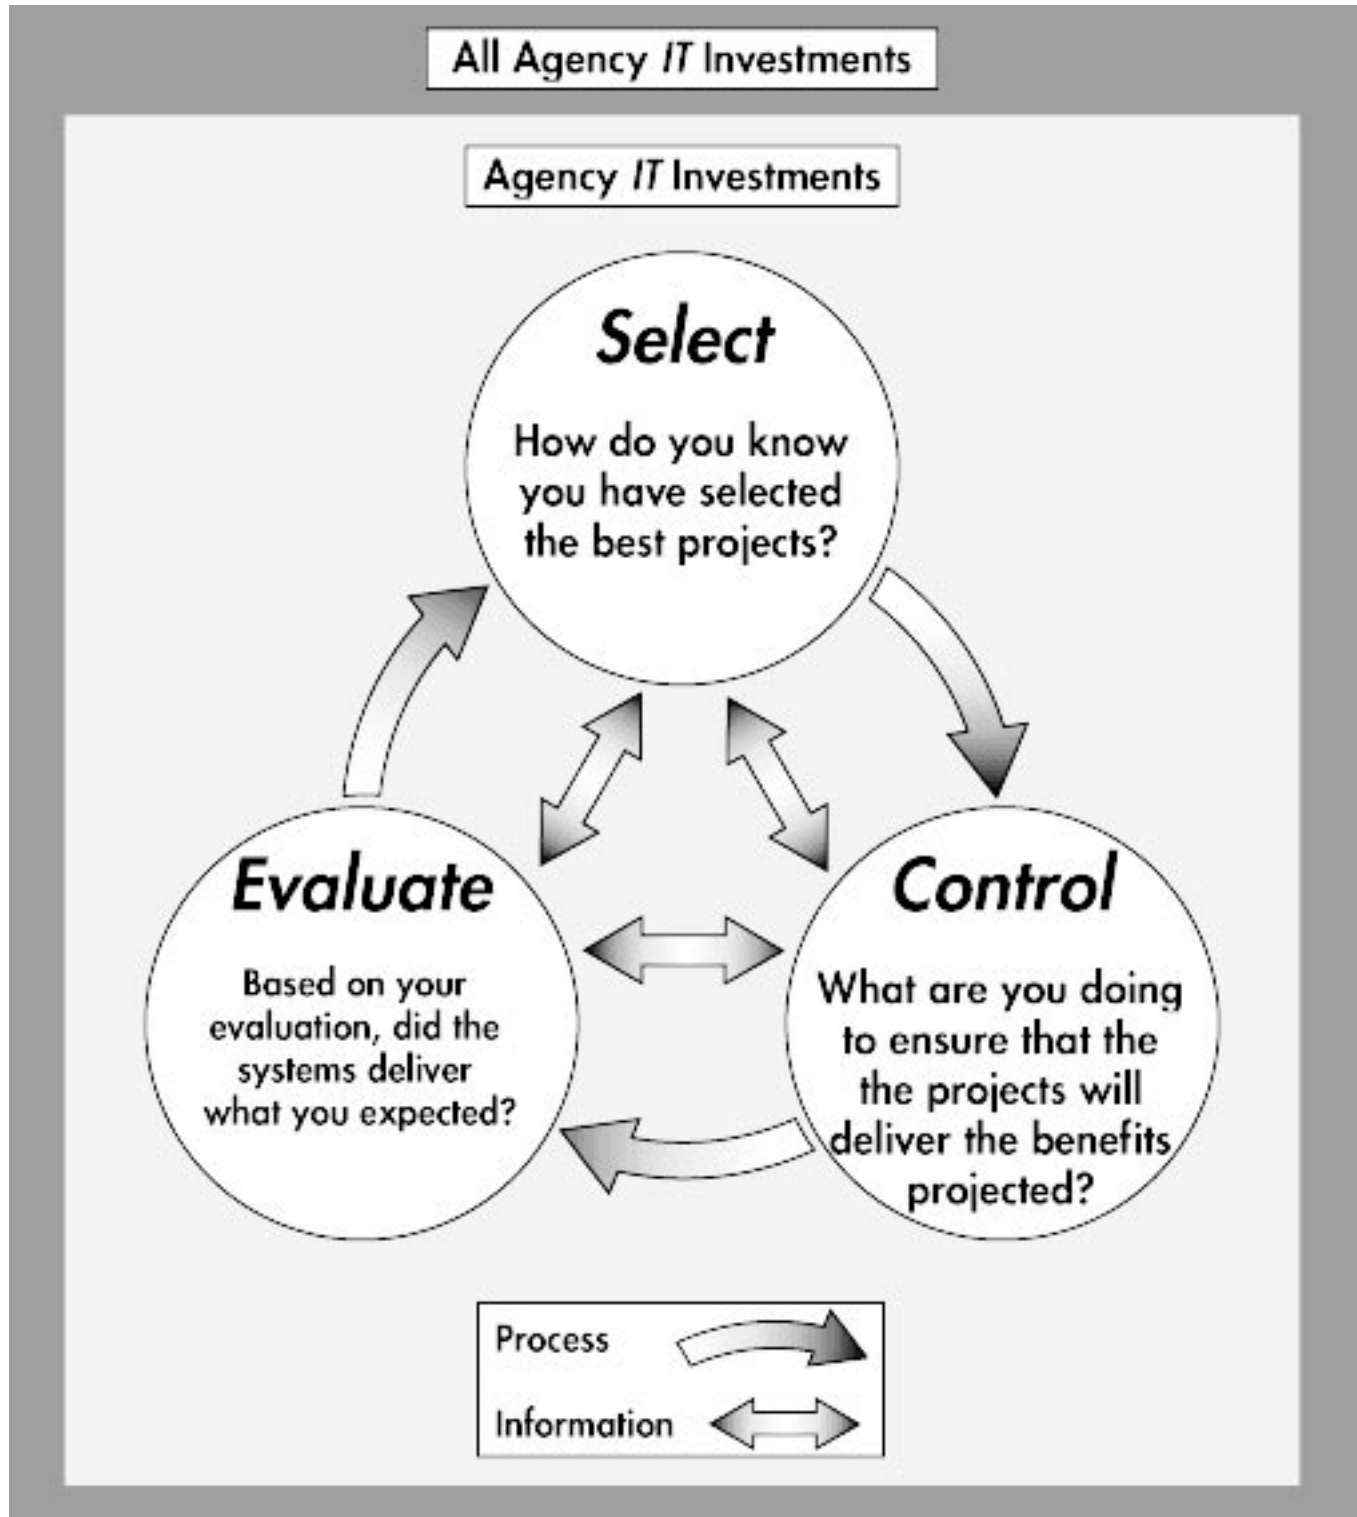 All Agency IT Investments
Agency IT Investments
Select
How do you know
you have selected
the best projects?
Evaluate
Based on your
evaluation, did the
systems deliver
what you expected?
Control
What are you doing
to ensure that the
the projects will
deliver the benefits
projected?
Process
Information